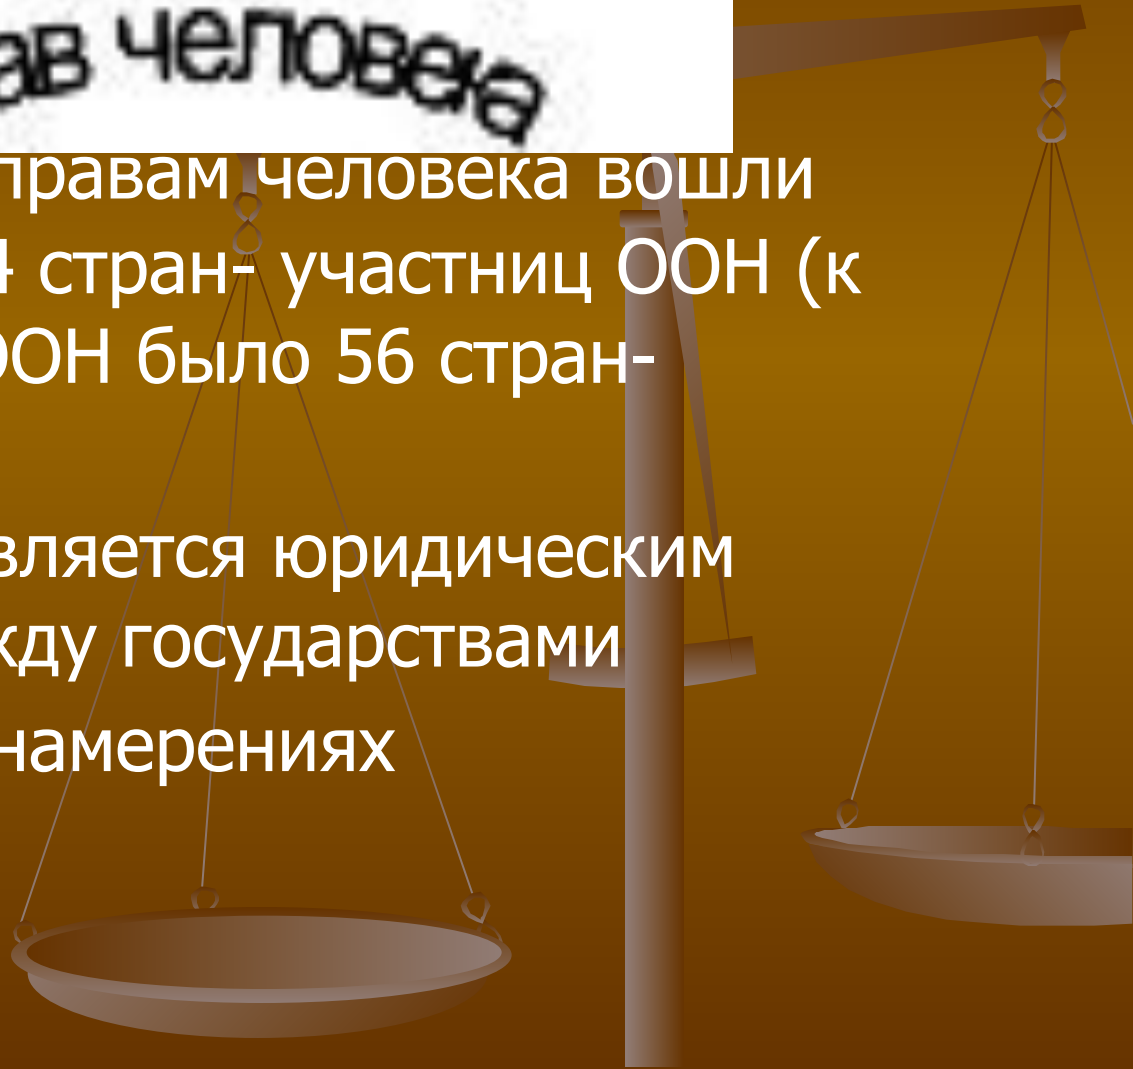 ав человека
правам человека вошли
4 стран- участниц ООН (к
ООН было 56 стран-
вляется юридическим
жду государствами
намерениях